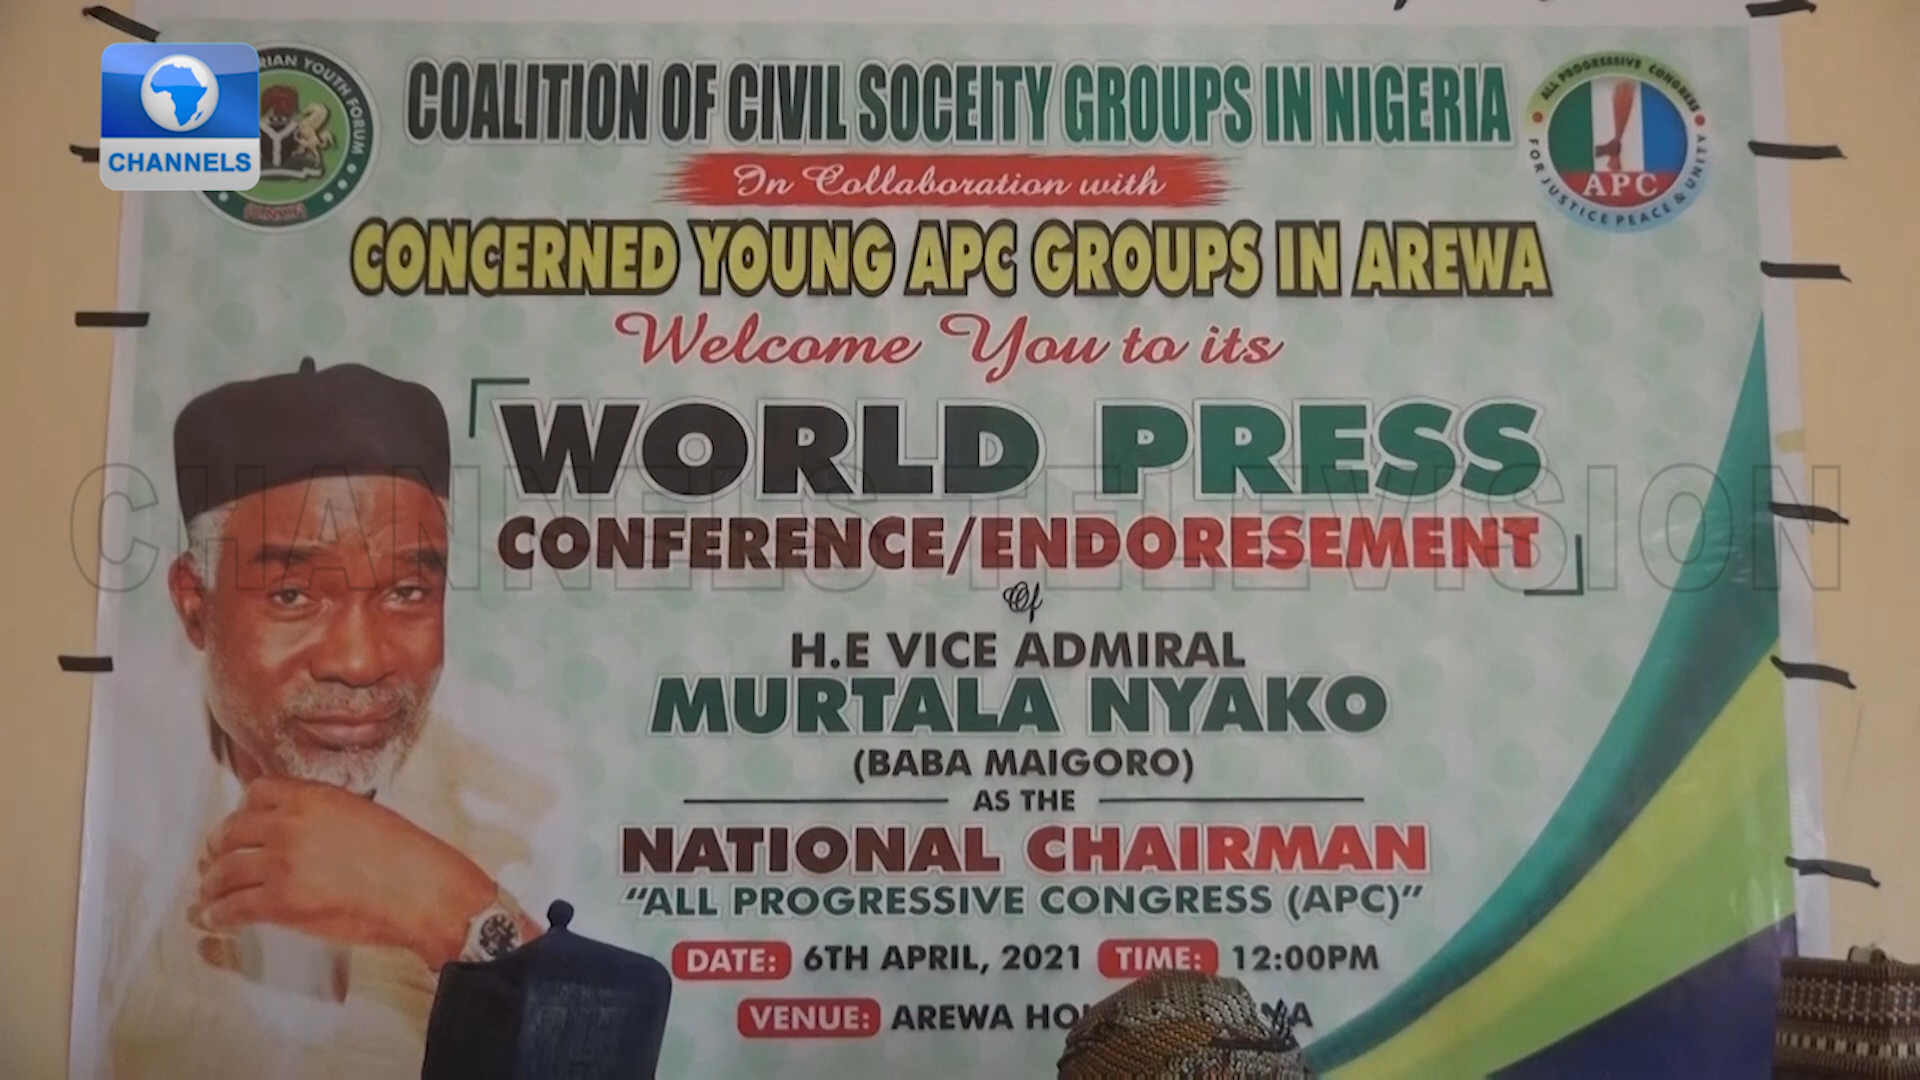 CHANNELS
RIAN YOUTH FORUM
COALITION OF CIVIL SOCEITY GROUPS IN NIGERIA
ALL PROGRESSIVE CONGRESS
APC
FOR JUSTICE PEACE & UNITY
In Collaboration with
CONCERNED YOUNG APC GROUPS IN AREWA
Welcome You to its
WORLD PRESS
CHANNELS TELEVISION
CONFERENCE/ENDORESEMENT
Of
H.E VICE ADMIRAL
MURTALA NYAKO
(BABA MAIGORO)
AS THE
NATIONAL CHAIRMAN
"ALL PROGRESSIVE CONGRESS (APC)"
DATE: 6TH APRIL, 2021 TIME: 12:00PM
VENUE: AREWA